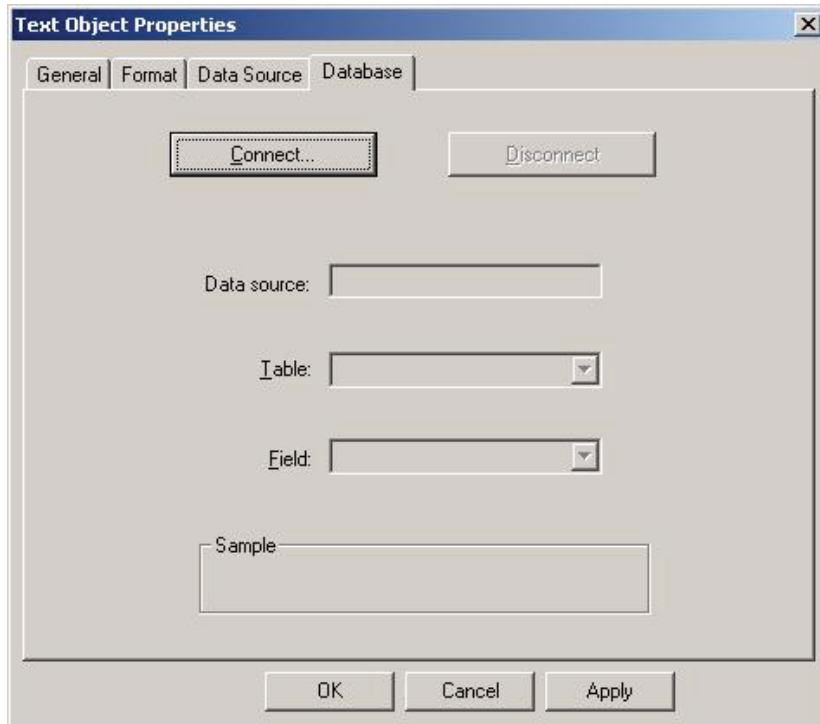 Text Object Properties
General Format Data Source Database
Connect... Disconnect
Data source:
Table:
Field:
Sample
OK Cancel Apply